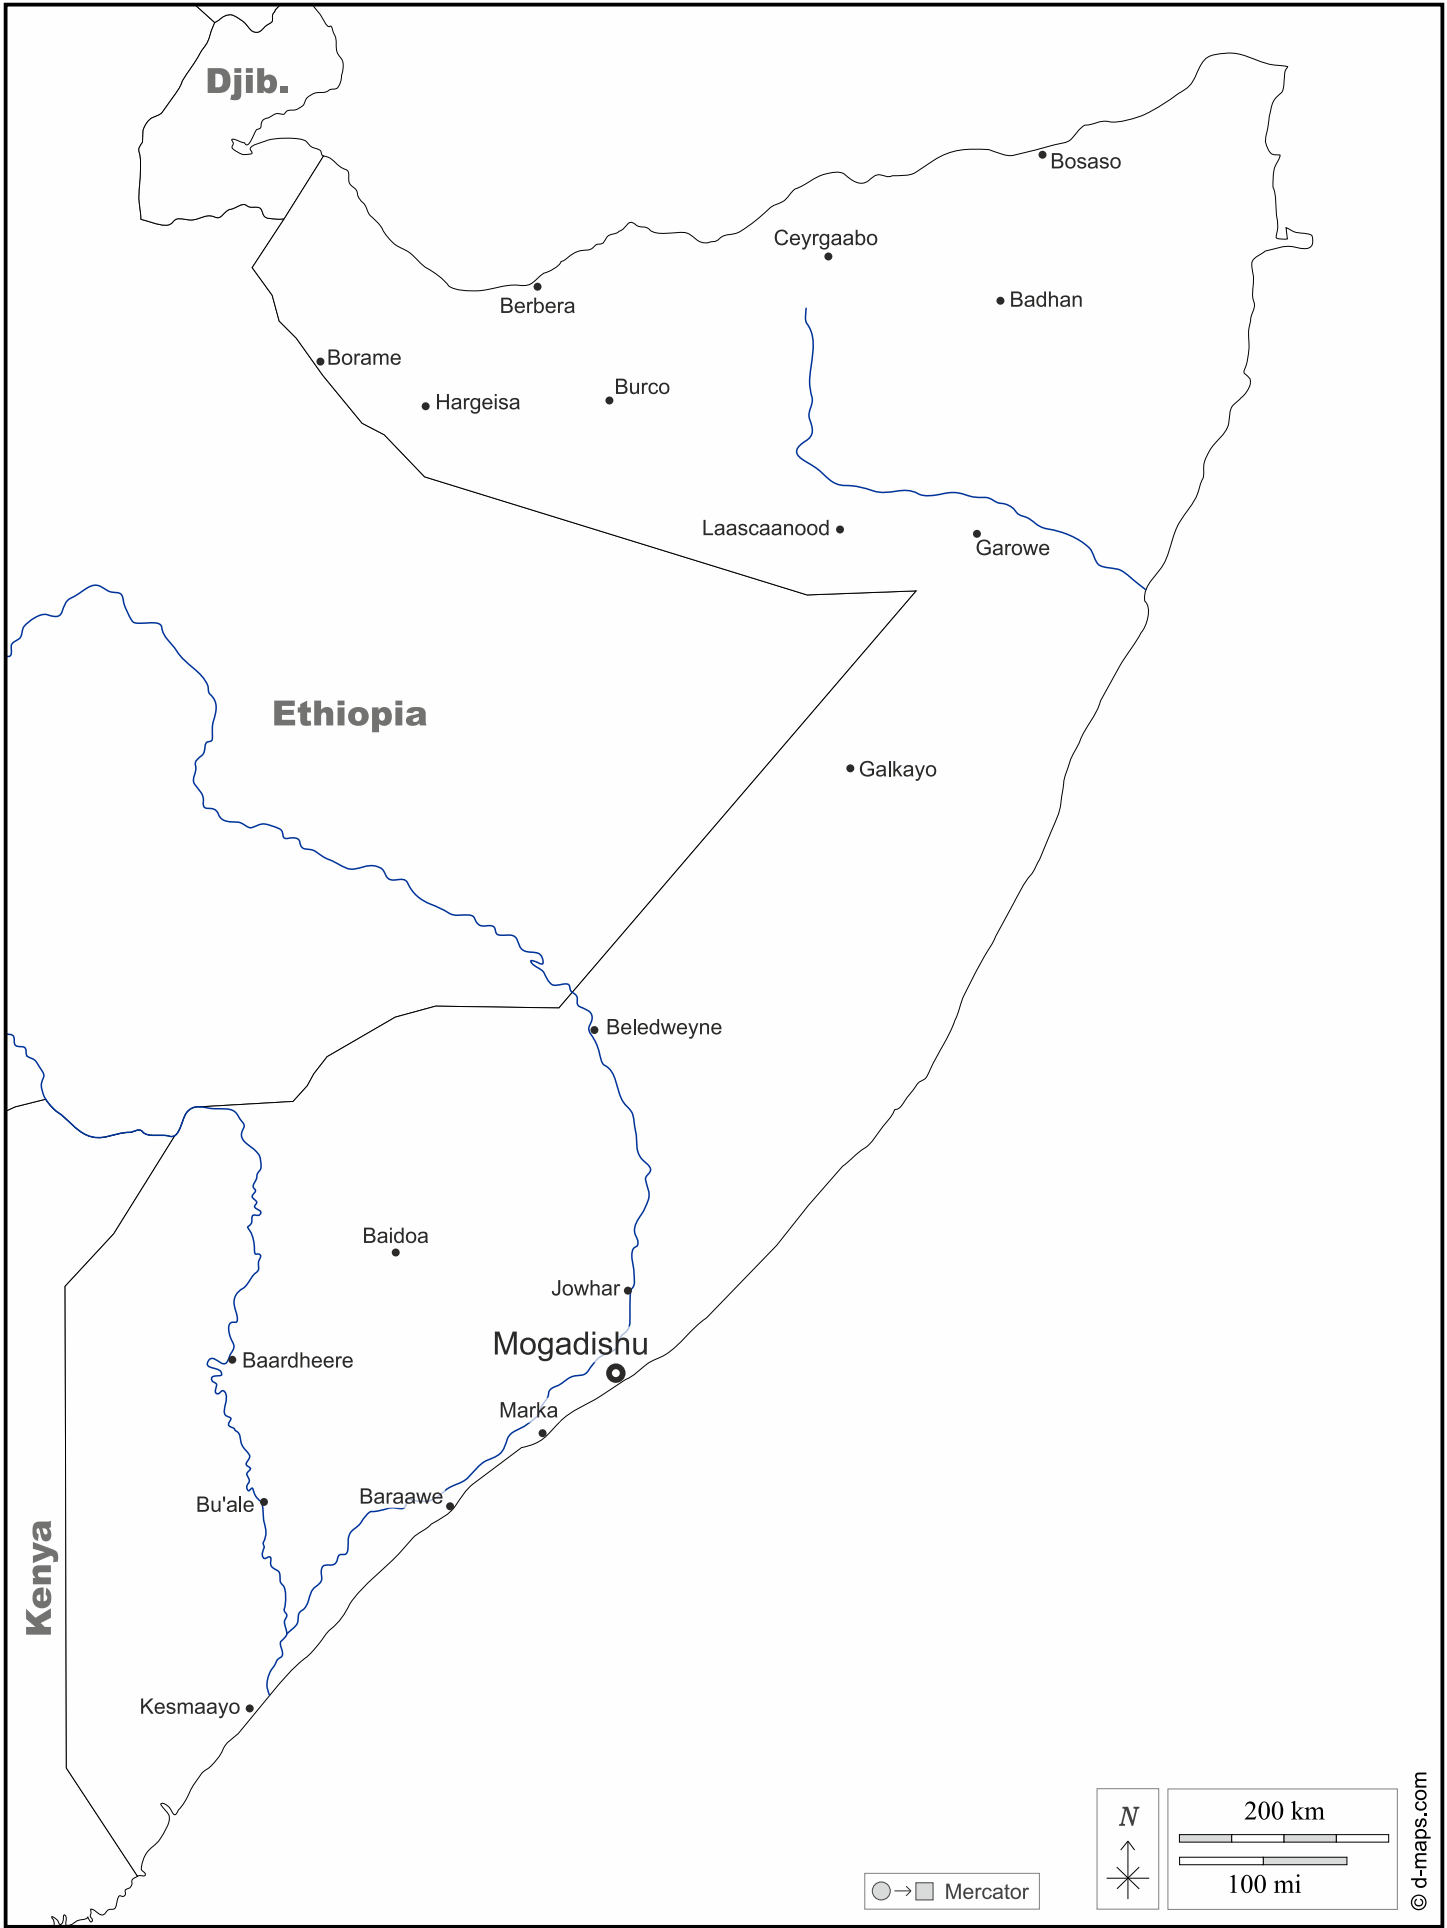 Djib.
Bosaso
Ceyrgaabo
Badhan
Berbera
Borame
Burco
Hargeisa
Laascaanood
Garowe
Ethiopia
Galkayo
Beledweyne
Baidoa
Jowhar
Mogadishu
Baardheere
Marka
Baraawe
Bu'ale
Kenya
Kesmaayo
N
200 km
100 mi
Mercator
© d-maps.com